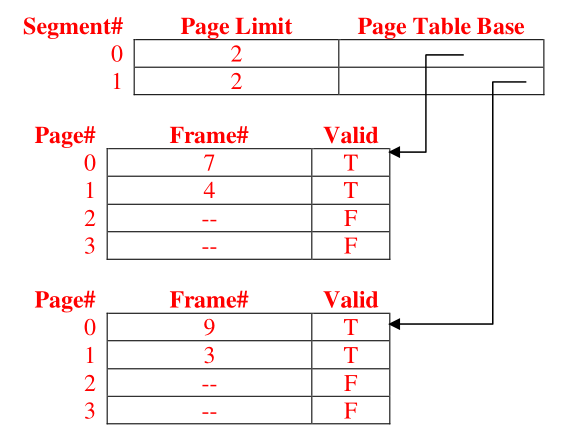 Segment# Page Limit Page Table Base
0 2
1 2
Page# Frame# Valid
0 7 T
1 4 T
2 -- F
3 -- F
Page# Frame# Valid
0 9 T
1 3 T
2 -- F
3 -- F